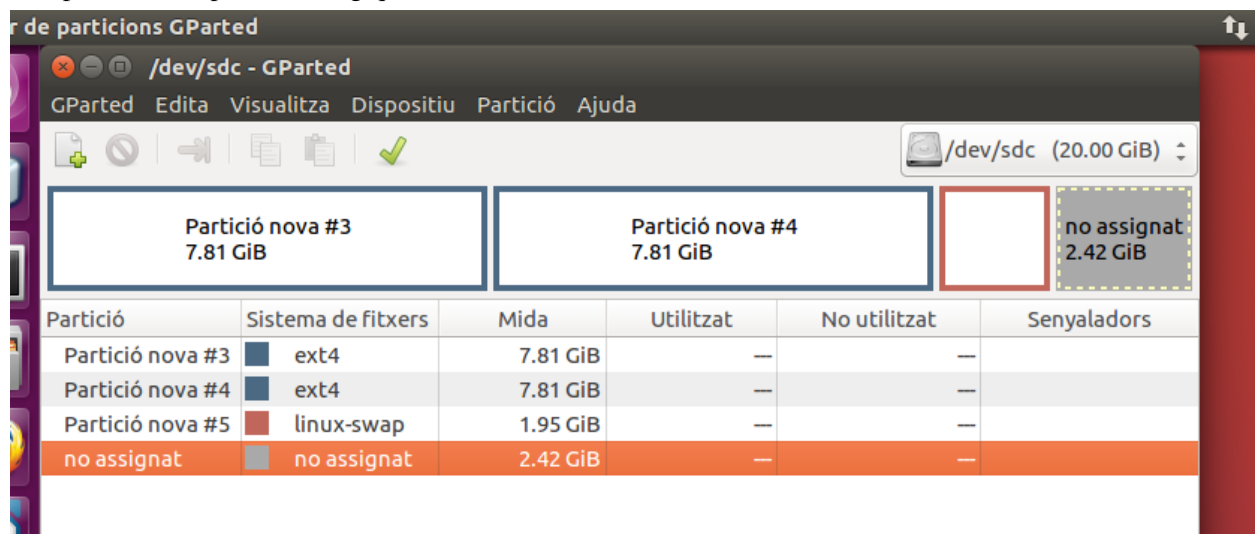 r de particions GParted
/dev/sdc - GParted
GParted Edita Visualitza Dispositiu Partició Ajuda
/dev/sdc (20.00 GiB)
Partició nova #3
7.81 GiB
Partició nova #4
7.81 GiB
no assignat
2.42 GiB
Partició Sistema de fitxers Mida Utilitzat No utilitzat Senyaladors
Partició nova #3 ext4 7.81 GiB --- ---
Partició nova #4 ext4 7.81 GiB --- ---
Partició nova #5 linux-swap 1.95 GiB --- ---
no assignat no assignat 2.42 GiB --- ---